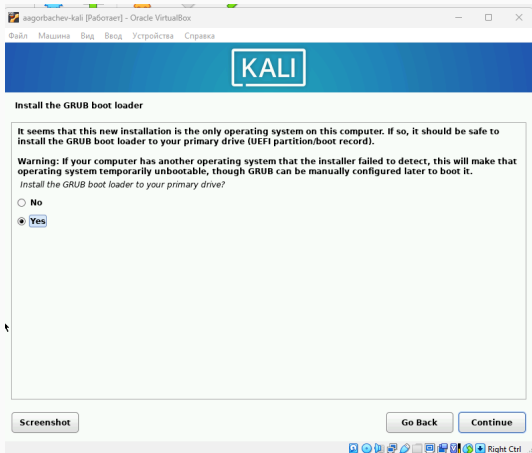 aagorbachev-kali [Работает] - Oracle VirtualBox
Файл Машина Вид Ввод Устройства Справка
KALI
Install the GRUB boot loader
It seems that this new installation is the only operating system on this computer. If so, it should be safe to
install the GRUB boot loader to your primary drive (UEFI partition/boot record).
Warning: If your computer has another operating system that the installer failed to detect, this will make that
operating system temporarily unbootable, though GRUB can be manually configured later to boot it.
Install the GRUB boot loader to your primary drive?
No
Yes
Screenshot
Go Back
Continue
Right Ctrl